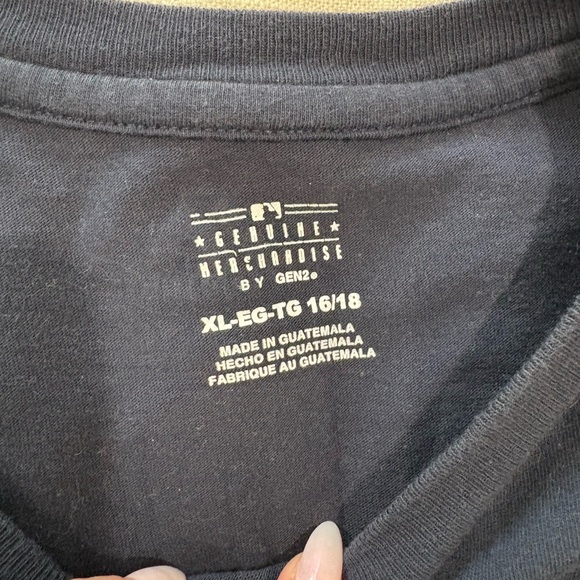 GENUINE
MERCHANDISE
BY GEN2®
XL-EG-TG 16/18
MADE IN GUATEMALA
HECHO EN GUATEMALA
FABRIQUE AU GUATEMALA